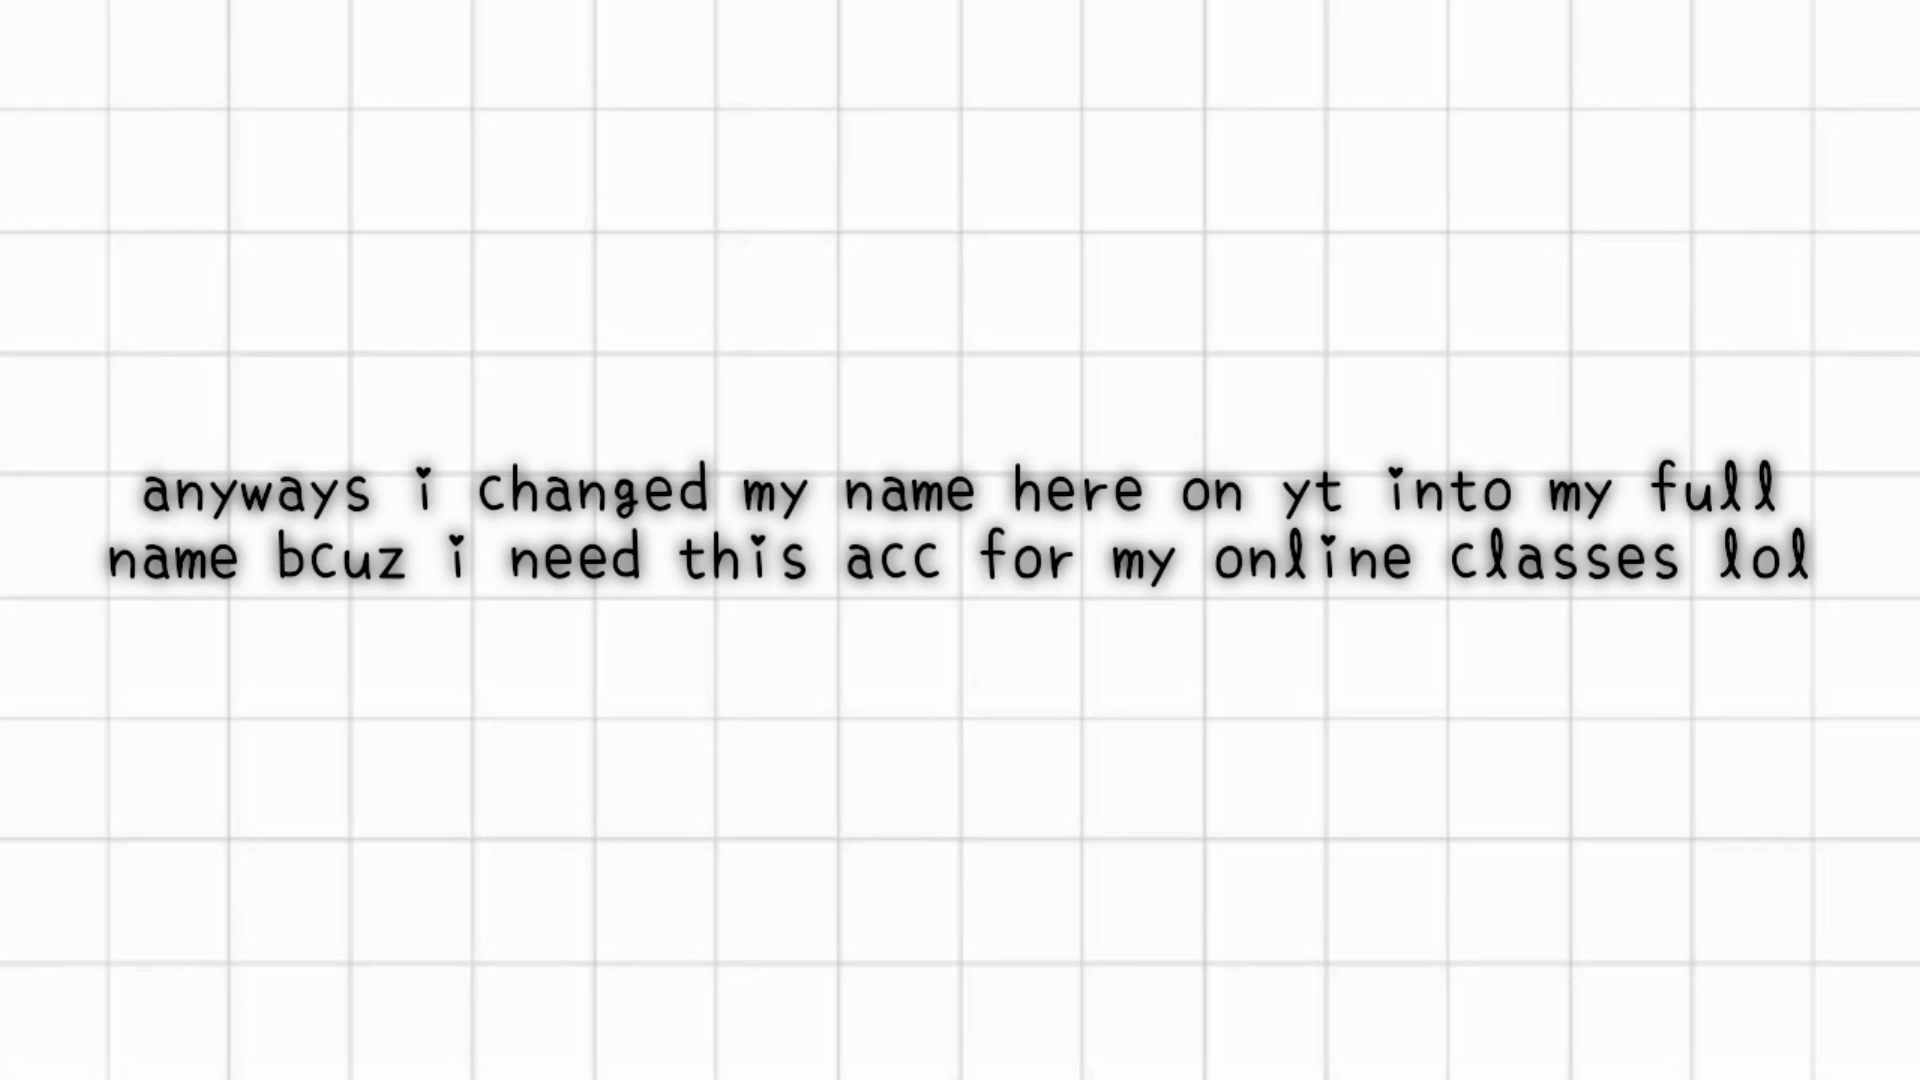 anyways i changed my name here on yt into my full
name bcuz i need this acc for my online classes lol